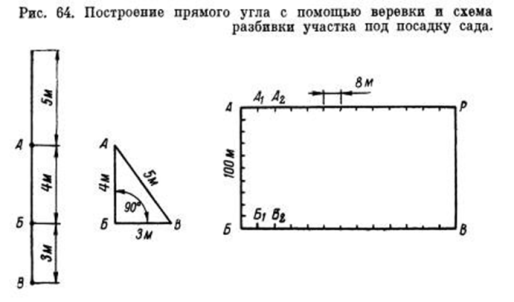 Рис. 64. Построение прямого угла с помощью веревки и схема
разбивки участка под посадку сада.
5м
А
4м
Б
3м
В
А
4м
5м
90°
Б
3м
В
8м
А
А₁ А₂
Р
100м
Б₁ В₂
Б
В